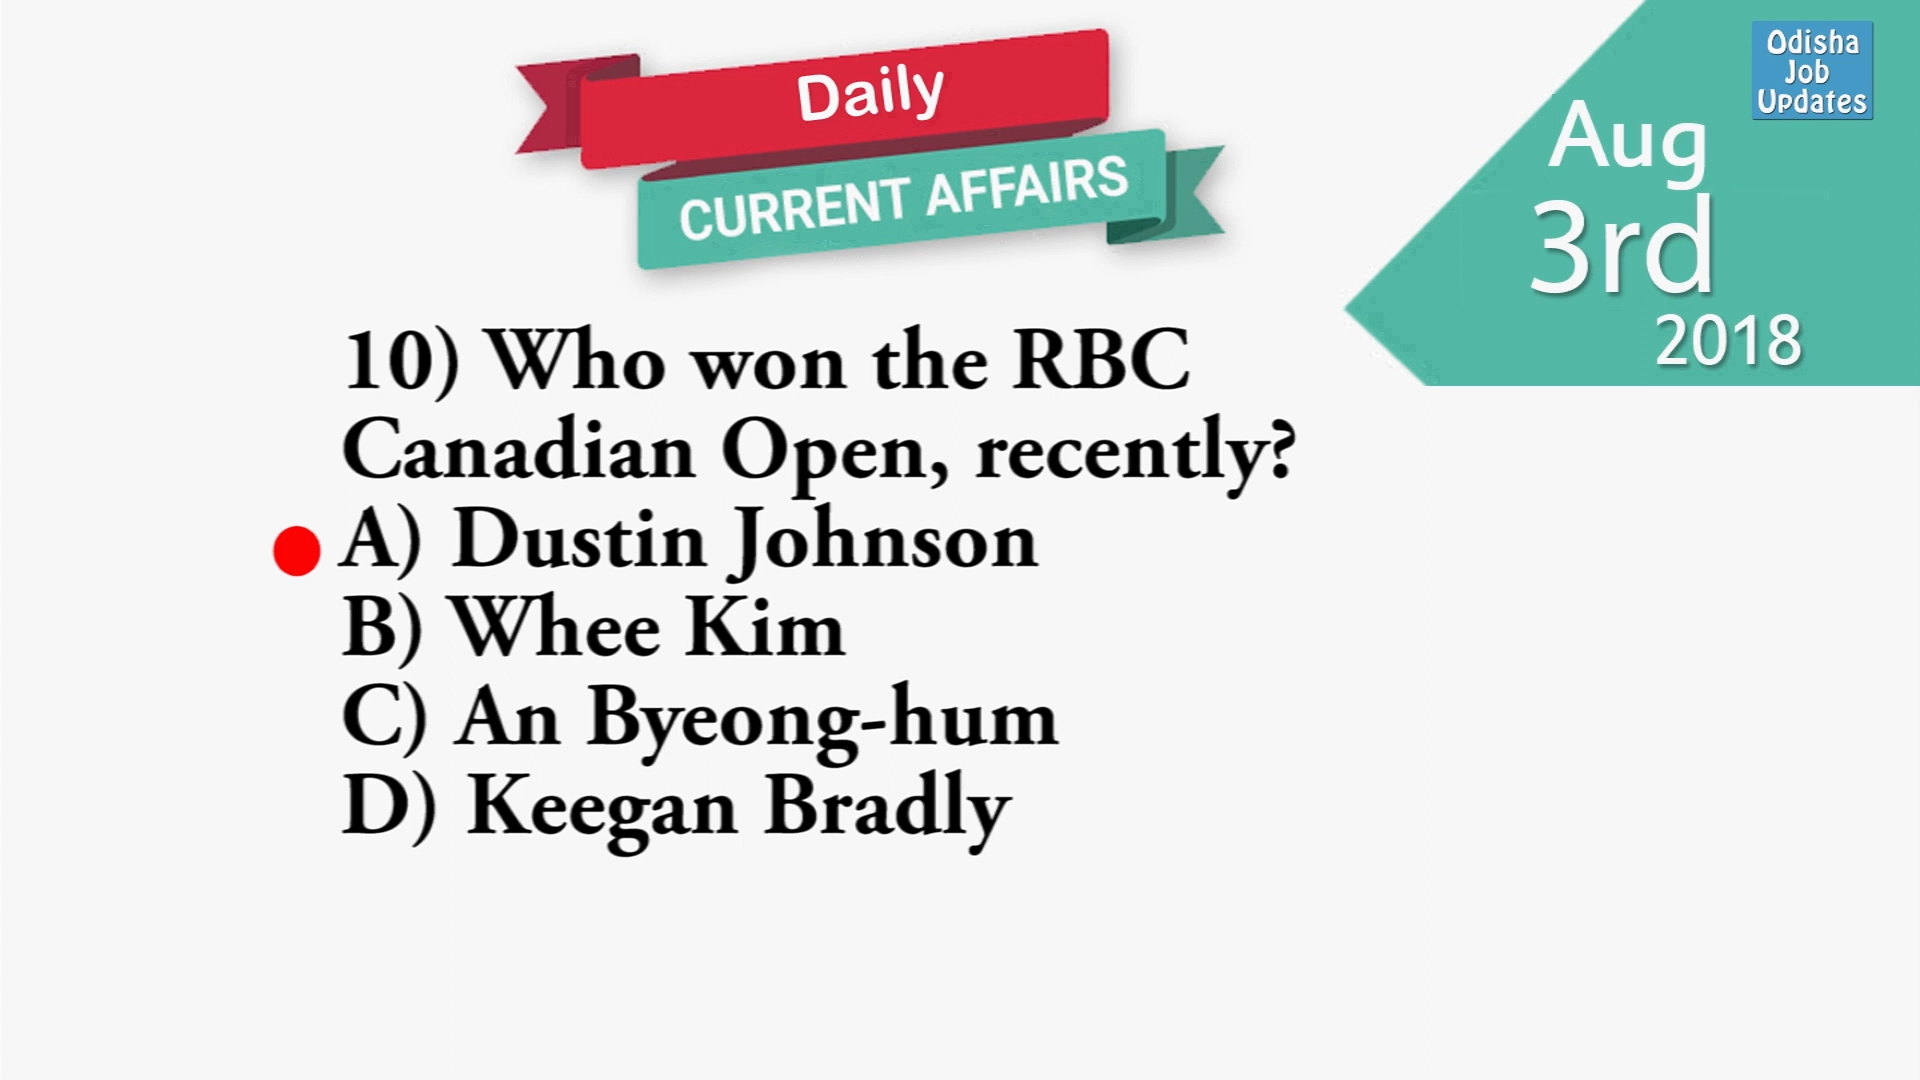 Daily
CURRENT AFFAIRS
Odisha
Job
Updates
Aug
3rd
2018
10) Who won the RBC
Canadian Open, recently?
A) Dustin Johnson
B) Whee Kim
C) An Byeong-hum
D) Keegan Bradly